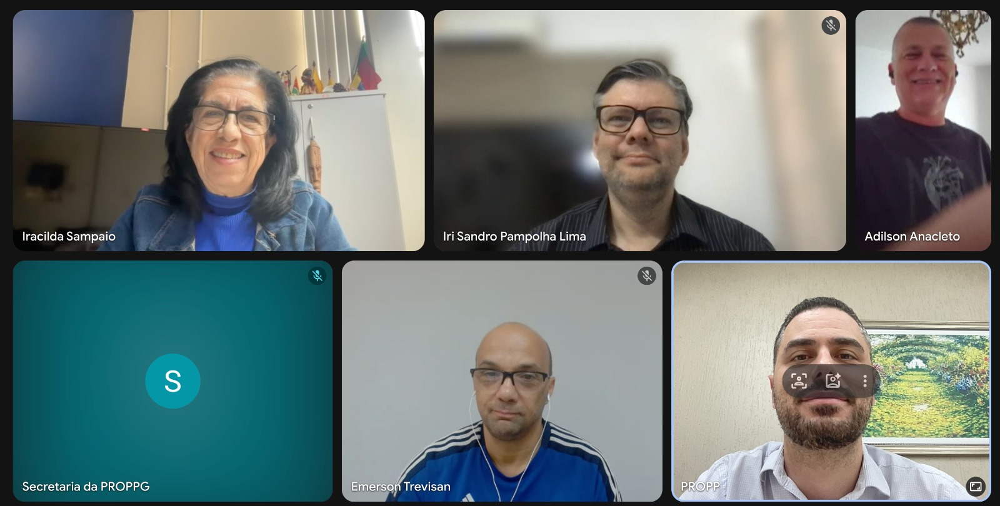 Iracilda Sampaio
Iri Sandro Pampolha Lima
Adilson Anacleto
S
Secretaria da PROPPG
Emerson Trevisan
PROPP